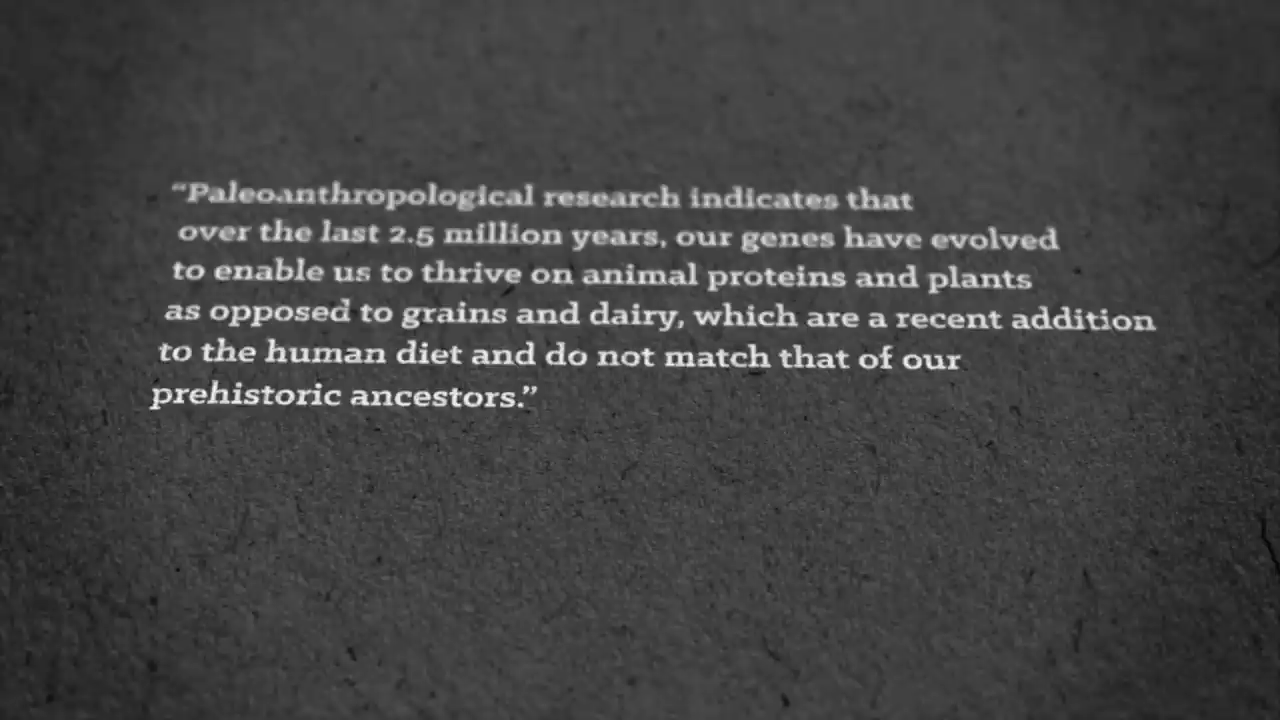 “Paleoanthropological research indicates that
over the last 2.5 million years, our genes have evolved
to enable us to thrive on animal proteins and plants
as opposed to grains and dairy, which are a recent addition
to the human diet and do not match that of our
prehistoric ancestors.”